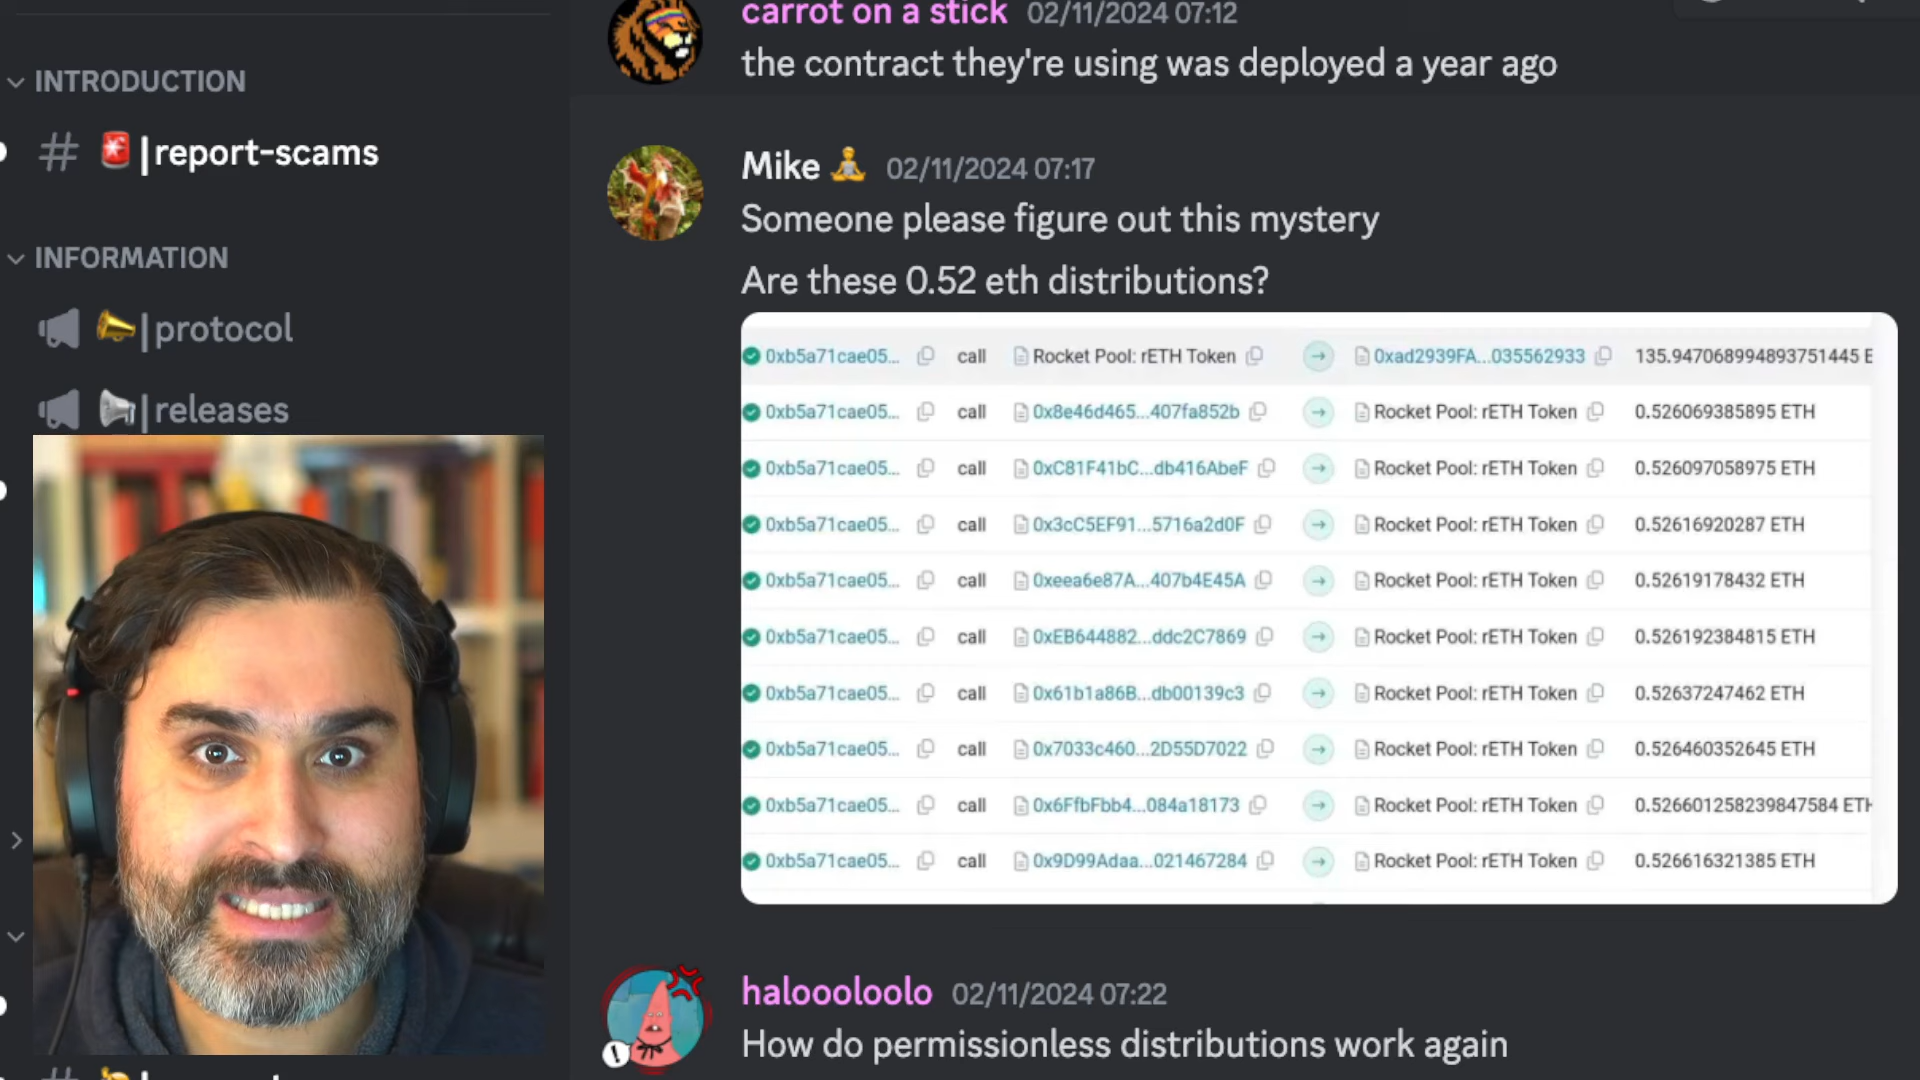 carrot on a stick 02/11/2024 07:12
the contract they're using was deployed a year ago
INTRODUCTION
|report-scams
INFORMATION
|protocol
|releases
Mike 02/11/2024 07:17
Someone please figure out this mystery
Are these 0.52 eth distributions?
0xb5a71cae05... call Rocket Pool: rETH Token 0xad2939FA...035562933 135.947068994893751445 E
0xb5a71cae05... call 0x8e46d465...407fa852b Rocket Pool: rETH Token 0.526069385895 ETH
0xb5a71cae05... call 0xC81F41bC...db416AbeF Rocket Pool: rETH Token 0.526097058975 ETH
0xb5a71cae05... call 0x3cC5EF91...5716a2d0F Rocket Pool: rETH Token 0.52616920287 ETH
0xb5a71cae05... call 0xeea6e87A...407b4E45A Rocket Pool: rETH Token 0.52619178432 ETH
0xb5a71cae05... call 0xEB644882...ddc2C7869 Rocket Pool: rETH Token 0.526192384815 ETH
0xb5a71cae05... call 0x61b1a86B...db00139c3 Rocket Pool: rETH Token 0.52637247462 ETH
0xb5a71cae05... call 0x7033c460...2D55D7022 Rocket Pool: rETH Token 0.526460352645 ETH
0xb5a71cae05... call 0x6FfbFbb4...084a18173 Rocket Pool: rETH Token 0.526601258239847584 ETH
0xb5a71cae05... call 0x9D99Adaa...021467284 Rocket Pool: rETH Token 0.526616321385 ETH
haloooloolo 02/11/2024 07:22
How do permissionless distributions work again